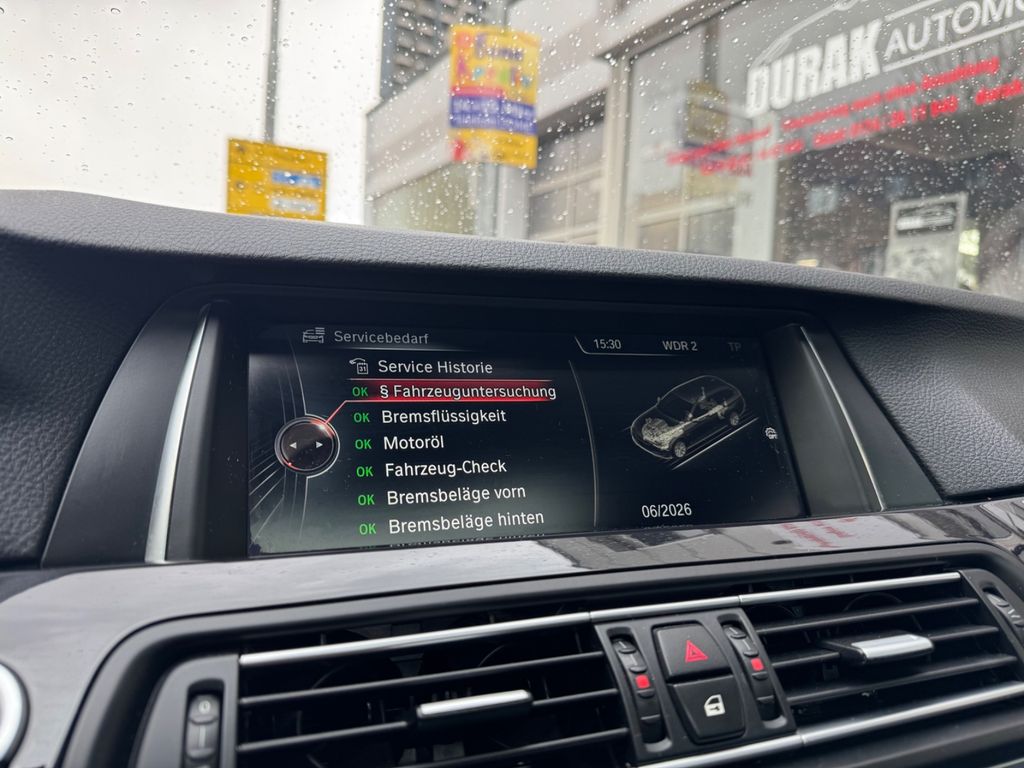 DURAK AUTOMO
Servicebedarf
15:30
WDR 2
TP
Service Historie
OK § Fahrzeuguntersuchung
OK Bremsflüssigkeit
OK Motoröl
OK Fahrzeug-Check
OK Bremsbeläge vorn
OK Bremsbeläge hinten
06/2026